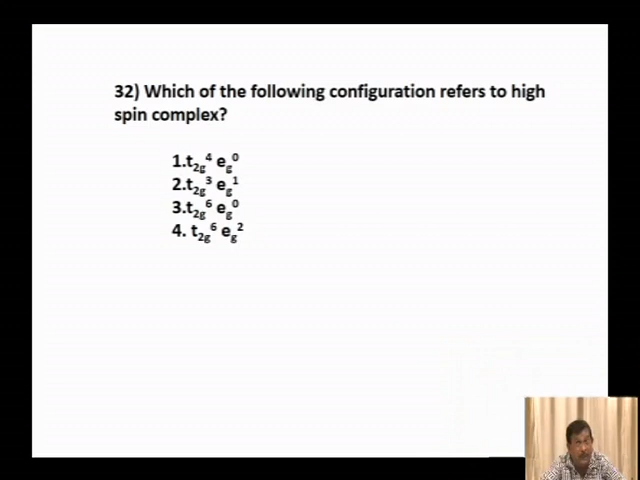 32) Which of the following configuration refers to high
spin complex?
1.t₂g⁴ eg⁰
2.t₂g³ eg¹
3.t₂g⁶ eg⁰
4. t₂g⁶ eg²